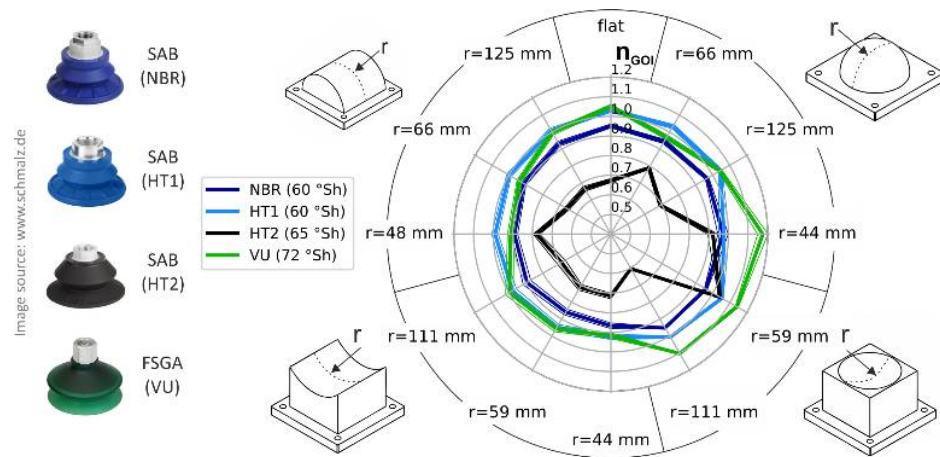 Image source: www.schmalz.de
SAB
(NBR)
SAB
(HT1)
SAB
(HT2)
FSGA
(VU)
NBR (60 °Sh)
HT1 (60 °Sh)
HT2 (65 °Sh)
VU (72 °Sh)
flat
n_GOI
1.2
1.0
0.9
0.8
0.7
0.6
0.5
r=66 mm
r=125 mm
r=44 mm
r=59 mm
r=111 mm
r=44 mm
r=59 mm
r=111 mm
r=48 mm
r=66 mm
r=125 mm
r
r
r
r